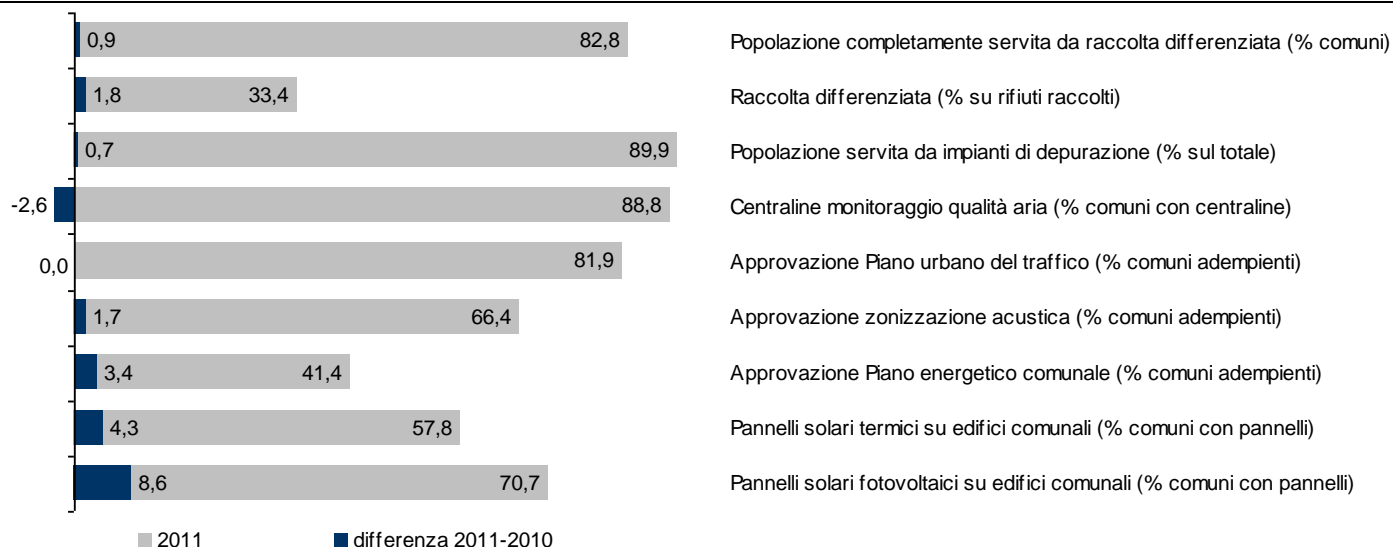 0,9 82,8 Popolazione completamente servita da raccolta differenziata (% comuni)
1,8 33,4 Raccolta differenziata (% su rifiuti raccolti)
0,7 89,9 Popolazione servita da impianti di depurazione (% sul totale)
-2,6 88,8 Centraline monitoraggio qualità aria (% comuni con centraline)
0,0 81,9 Approvazione Piano urbano del traffico (% comuni adempienti)
1,7 66,4 Approvazione zonizzazione acustica (% comuni adempienti)
3,4 41,4 Approvazione Piano energetico comunale (% comuni adempienti)
4,3 57,8 Pannelli solari termici su edifici comunali (% comuni con pannelli)
8,6 70,7 Pannelli solari fotovoltaici su edifici comunali (% comuni con pannelli)
2011 differenza 2011-2010